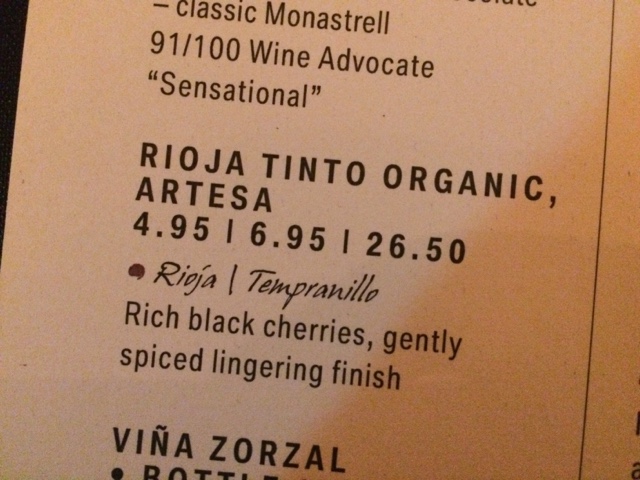 – classic Monastrell
91/100 Wine Advocate
“Sensational”
RIOJA TINTO ORGANIC,
ARTESA
4.95 | 6.95 | 26.50
• Rioja | Tempranillo
Rich black cherries, gently
spiced lingering finish
VIÑA ZORZAL
• BOTTLE